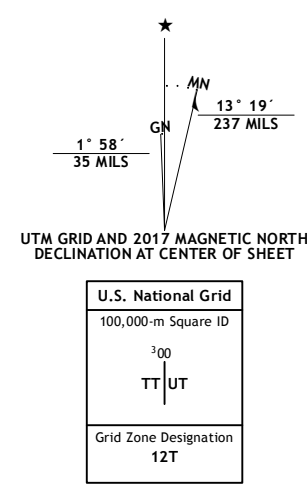 ★
MN
GN
13° 19´
237 MILS
1° 58´
35 MILS
UTM GRID AND 2017 MAGNETIC NORTH
DECLINATION AT CENTER OF SHEET
U.S. National Grid
100,000-m Square ID
³00
TT UT
Grid Zone Designation
12T